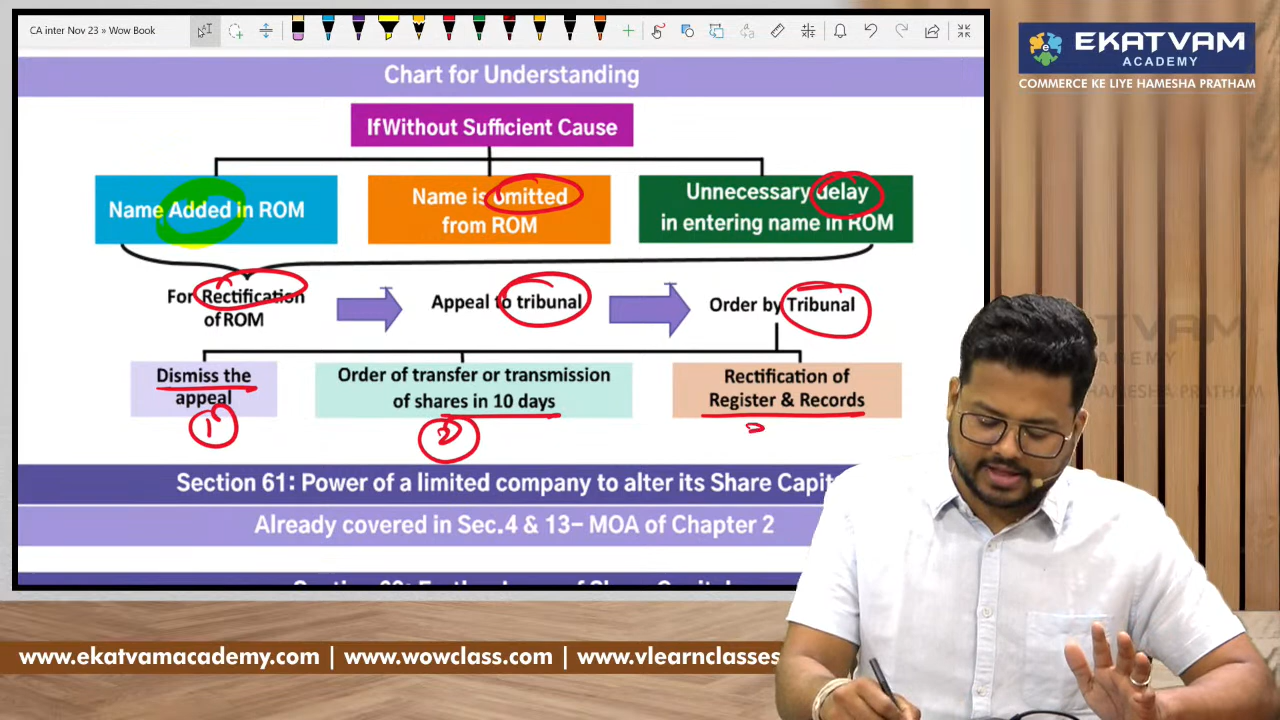 CA inter Nov 23 » Wow Book
EKATVAM
ACADEMY
COMMERCE KE LIYE HAMESHA PRATHAM
Chart for Understanding
If Without Sufficient Cause
Name Added in ROM
Name is omitted
from ROM
Unnecessary delay
in entering name in ROM
For Rectification
of ROM
Appeal to tribunal
Order by Tribunal
Dismiss the
appeal
Order of transfer or transmission
of shares in 10 days
Rectification of
Register & Records
1
2
Section 61: Power of a limited company to alter its Share Capit
Already covered in Sec.4 & 13– MOA of Chapter 2
ATVAM
ADEMY
HAMESHA PRATHAM
www.ekatvamacademy.com | www.wowclass.com | www.vlearnclasses